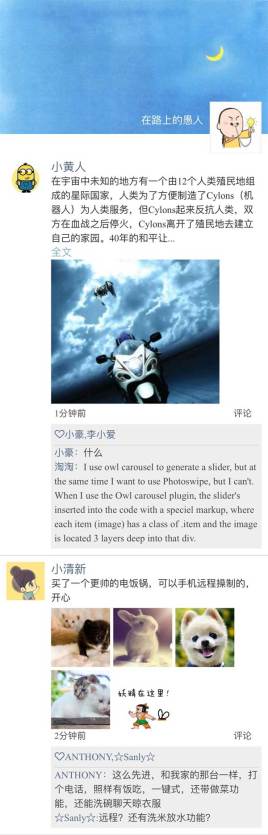 在路上的愚人
小黄人
在宇宙中未知的地方有一个由12个人类殖民地组
成的星际国家，人类为了方便制造了Cylons（机
器人）为人类服务，但Cylons起来反抗人类，双
方在血战之后停火，Cylons离开了殖民地去建立
自己的家园。40年的和平让...
全文
1分钟前 评论
♡小豪,李小爱
小豪：什么
淘淘：I use owl carousel to generate a slider, but at
the same time I want to use Photoswipe, but I can't.
When I use the Owl carousel plugin, the slider's
inserted into the code with a speciel markup, where
each item (image) has a class of .item and the image
is located 3 layers deep into that div.
小清新
买了一个更帅的电饭锅，可以手机远程操制的，
开心
妖精在这里！
2分钟前 评论
♡ANTHONY,☆Sanly☆
ANTHONY：这么先进，和我家的那台一样，打
个电话，照样有饭吃，一键式，还带做菜功
能，还能洗碗聊天晾衣服
☆Sanly☆:远程？还有洗米放水功能？